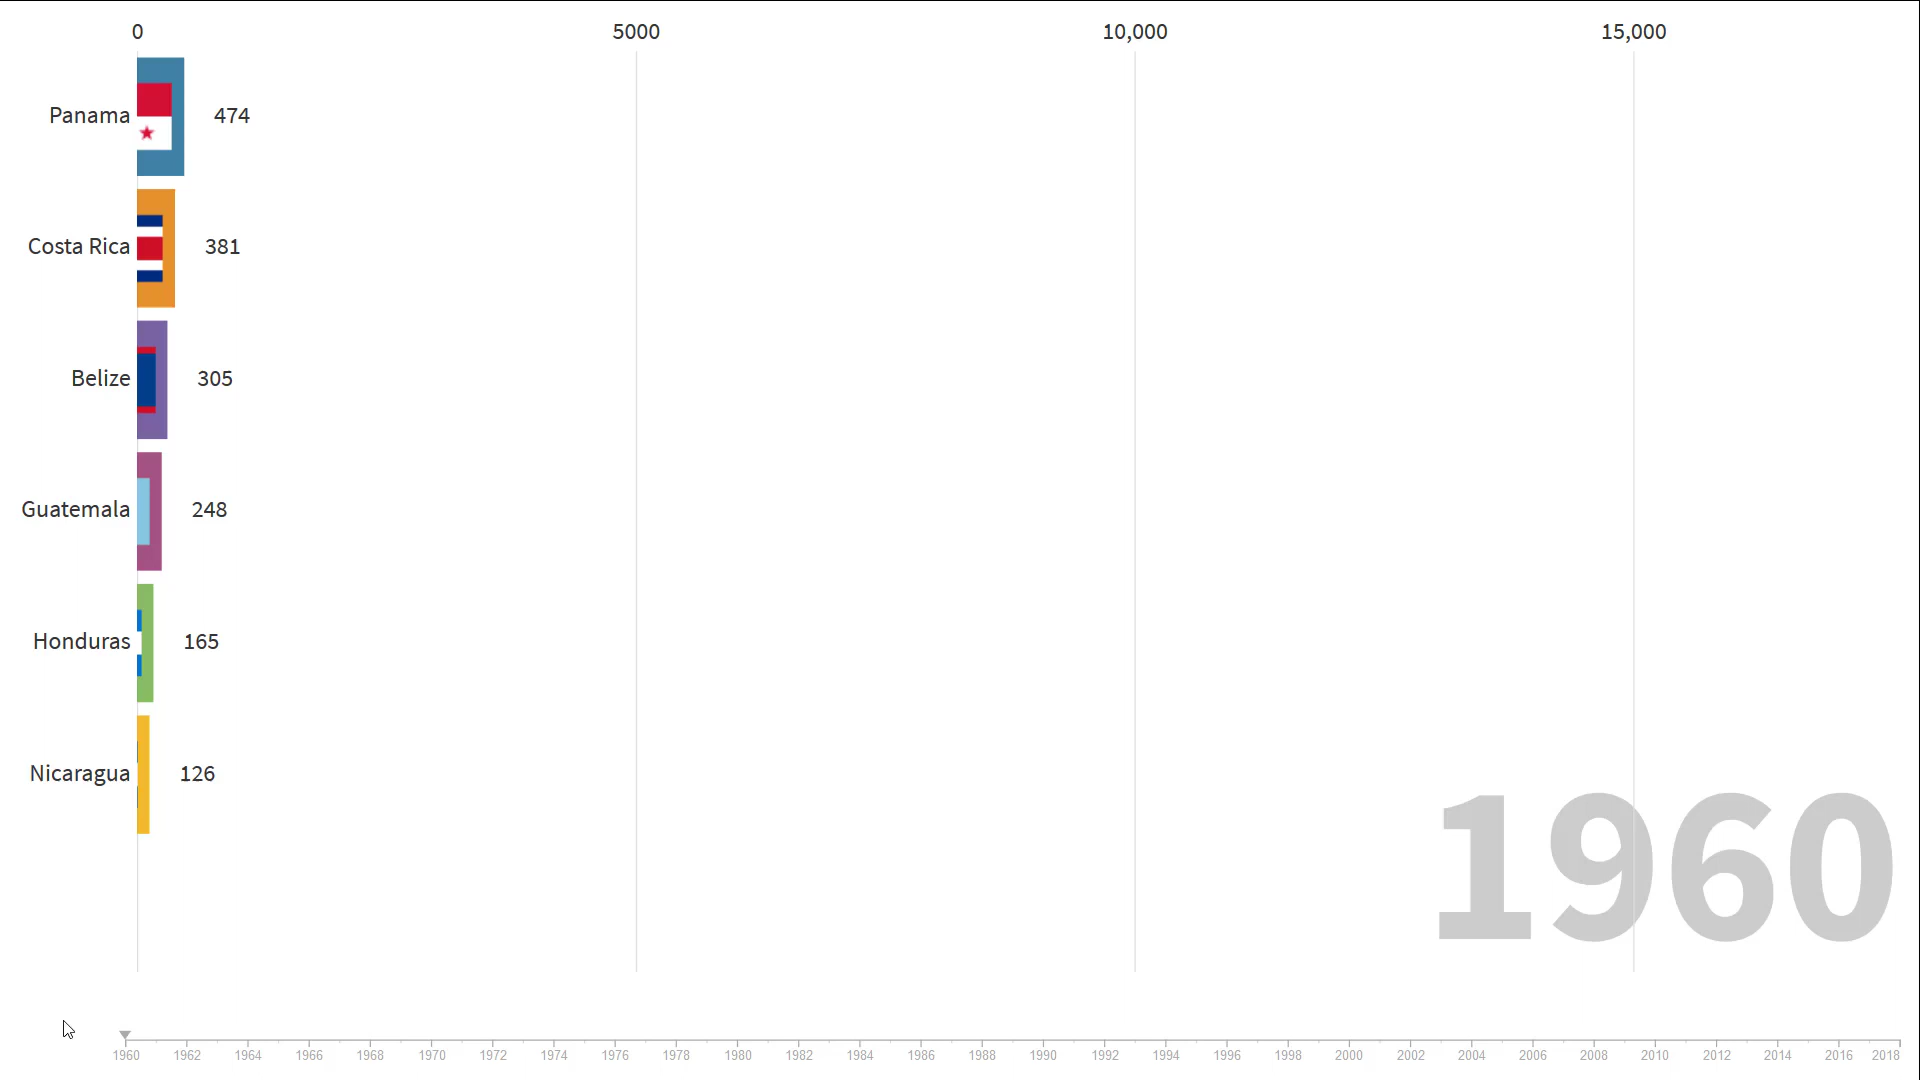 0 5000 10,000 15,000
Panama 474
Costa Rica 381
Belize 305
Guatemala 248
Honduras 165
Nicaragua 126
1960
1960 1962 1964 1966 1968 1970 1972 1974 1976 1978 1980 1982 1984 1986 1988 1990 1992 1994 1996 1998 2000 2002 2004 2006 2008 2010 2012 2014 2016 2018